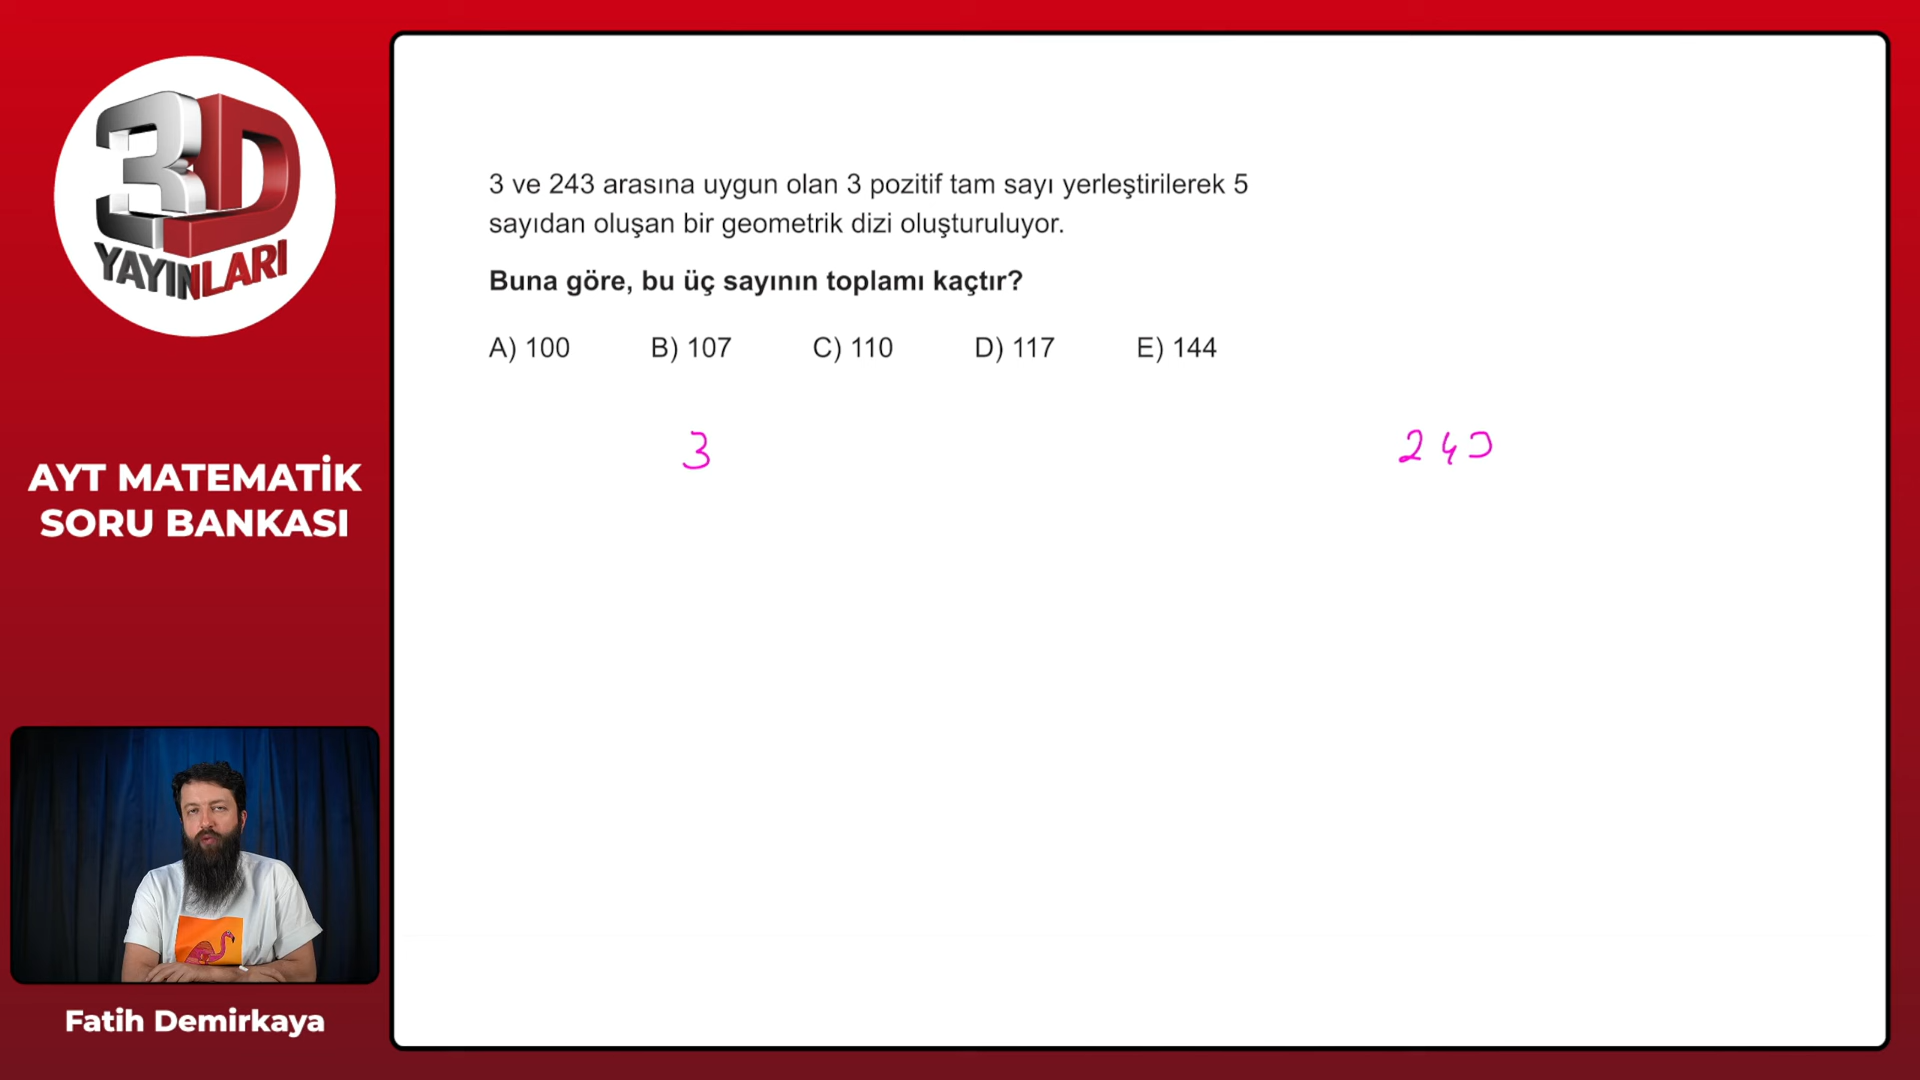 3D
YAYINLARI
AYT MATEMATİK
SORU BANKASI
Fatih Demirkaya
3 ve 243 arasına uygun olan 3 pozitif tam sayı yerleştirilerek 5
sayıdan oluşan bir geometrik dizi oluşturuluyor.
Buna göre, bu üç sayının toplamı kaçtır?
A) 100 B) 107 C) 110 D) 117 E) 144
3 243